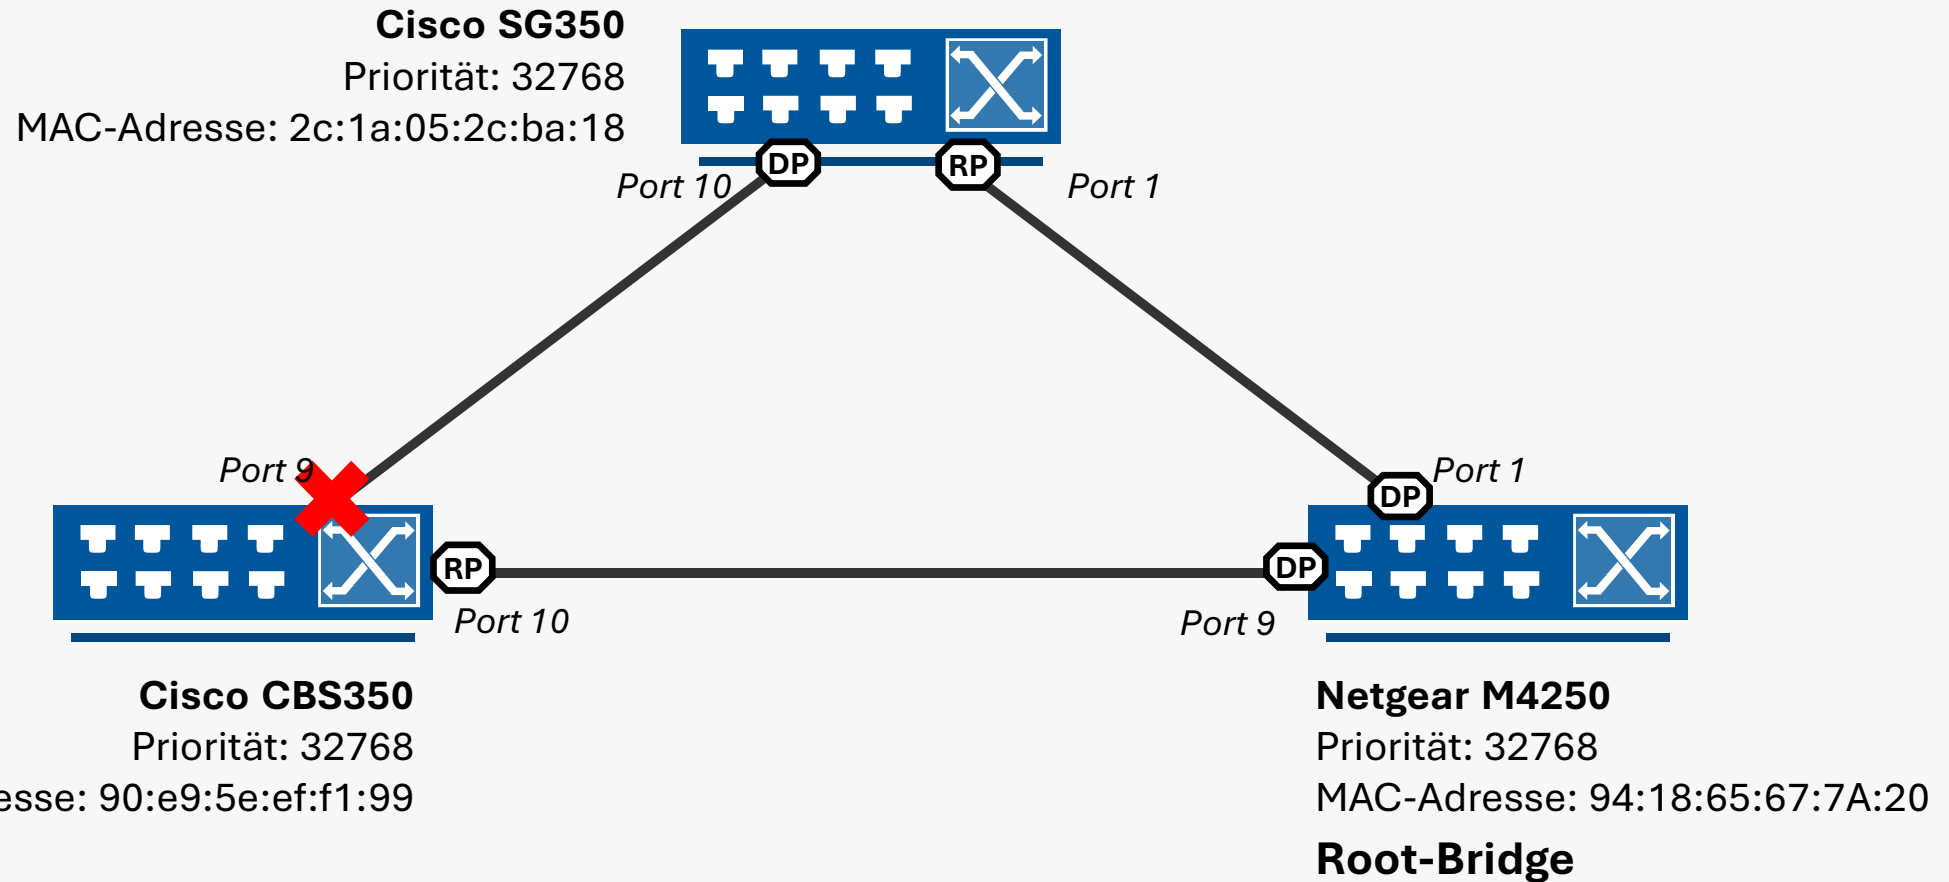 Cisco SG350
Priorität: 32768
MAC-Adresse: 2c:1a:05:2c:ba:18
DP
RP
Port 10
Port 1
Port 9
Port 1
DP
RP
DP
Port 10
Port 9
Cisco CBS350
Priorität: 32768
esse: 90:e9:5e:ef:f1:99
Netgear M4250
Priorität: 32768
MAC-Adresse: 94:18:65:67:7A:20
Root-Bridge